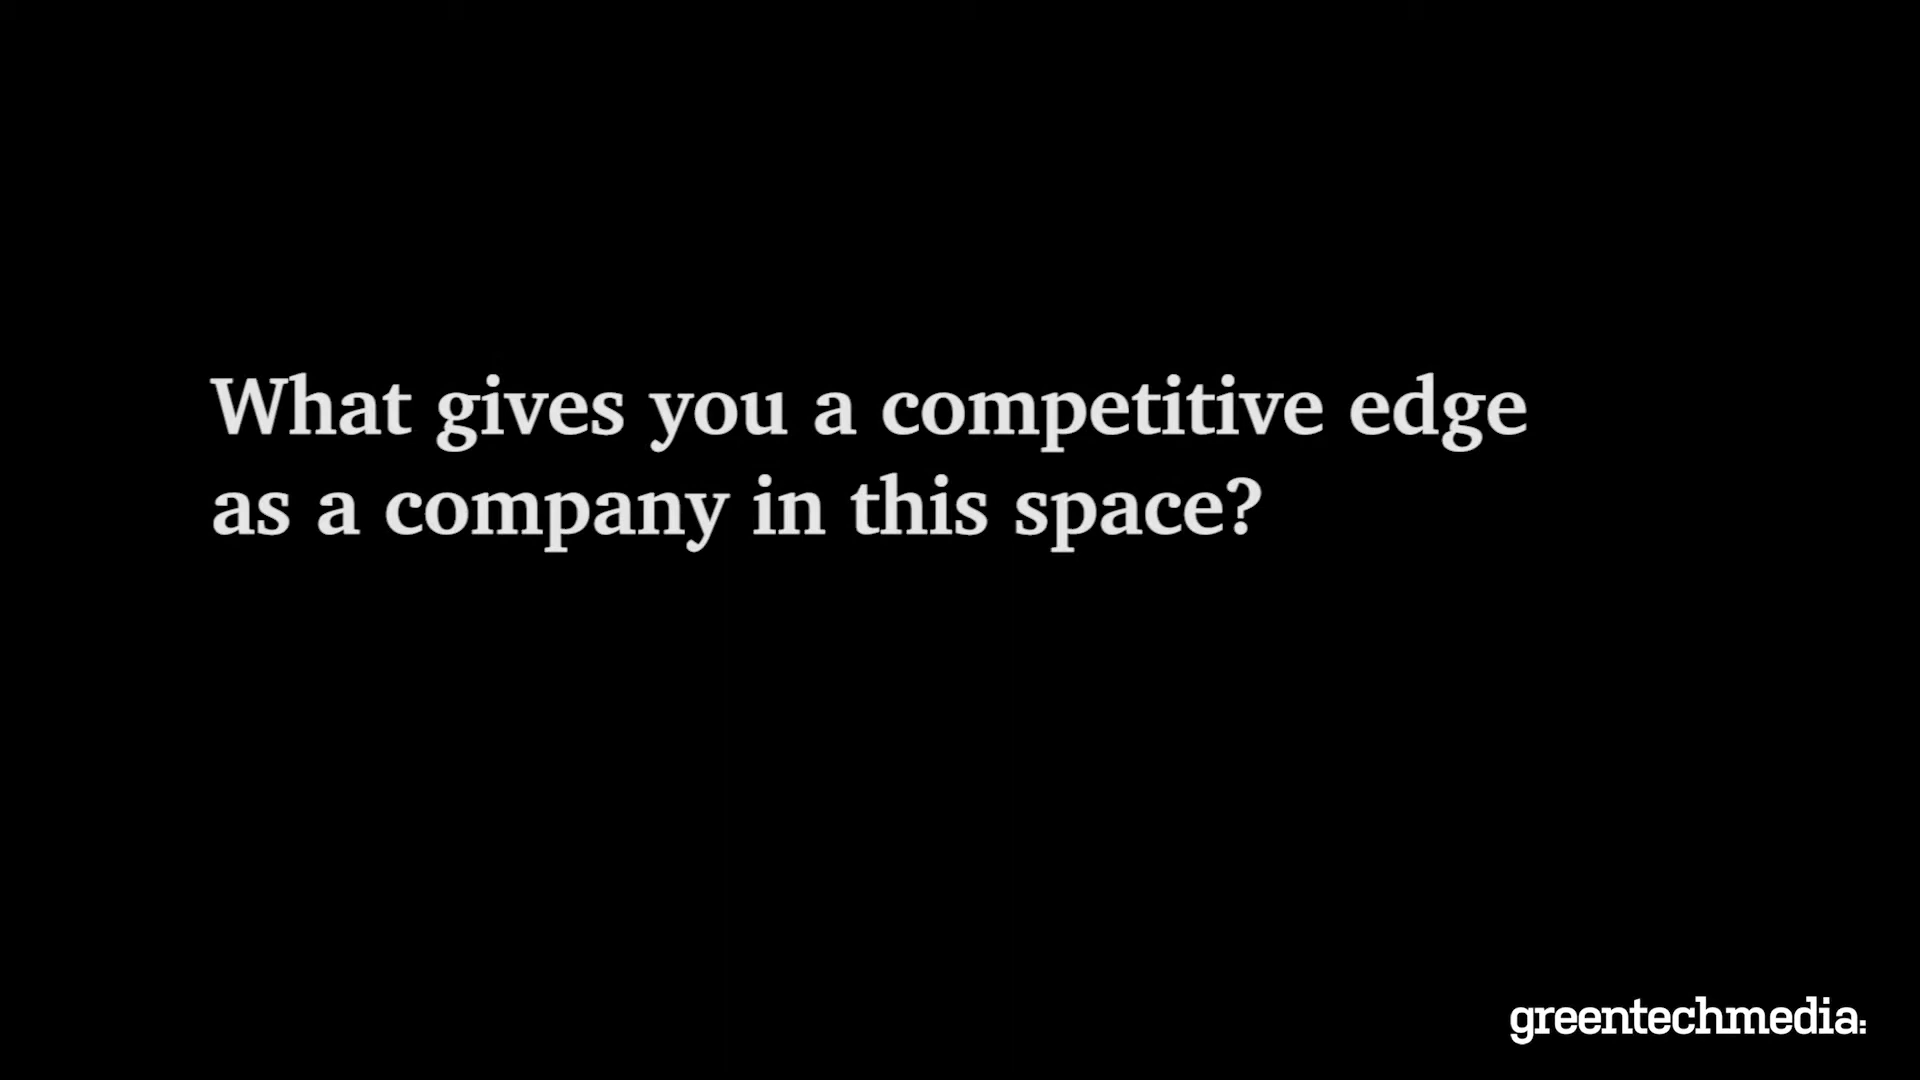 What gives you a competitive edge
as a company in this space?
greentechmedia: